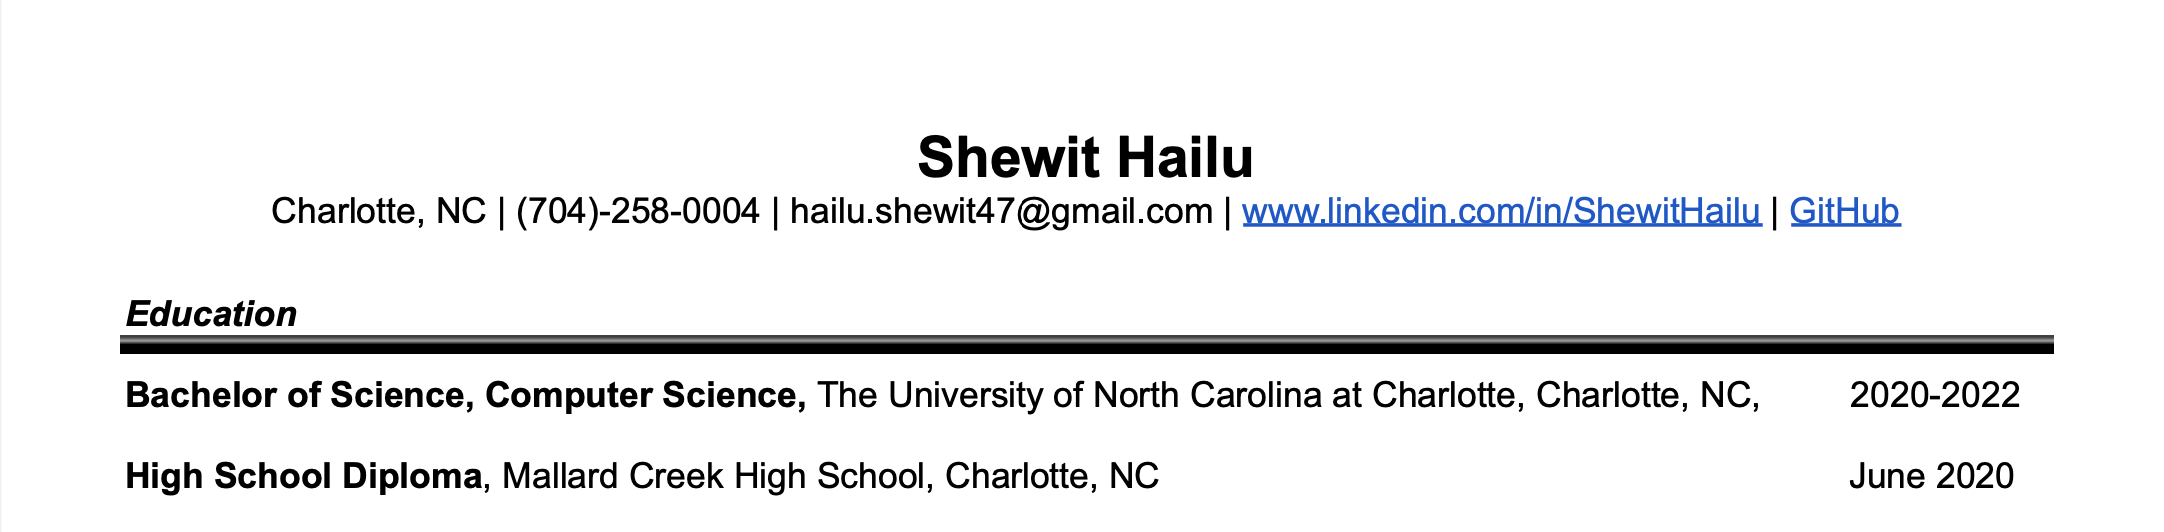 Shewit Hailu
Charlotte, NC | (704)-258-0004 | hailu.shewit47@gmail.com | www.linkedin.com/in/ShewitHailu | GitHub
Education
Bachelor of Science, Computer Science, The University of North Carolina at Charlotte, Charlotte, NC, 2020-2022
High School Diploma, Mallard Creek High School, Charlotte, NC June 2020